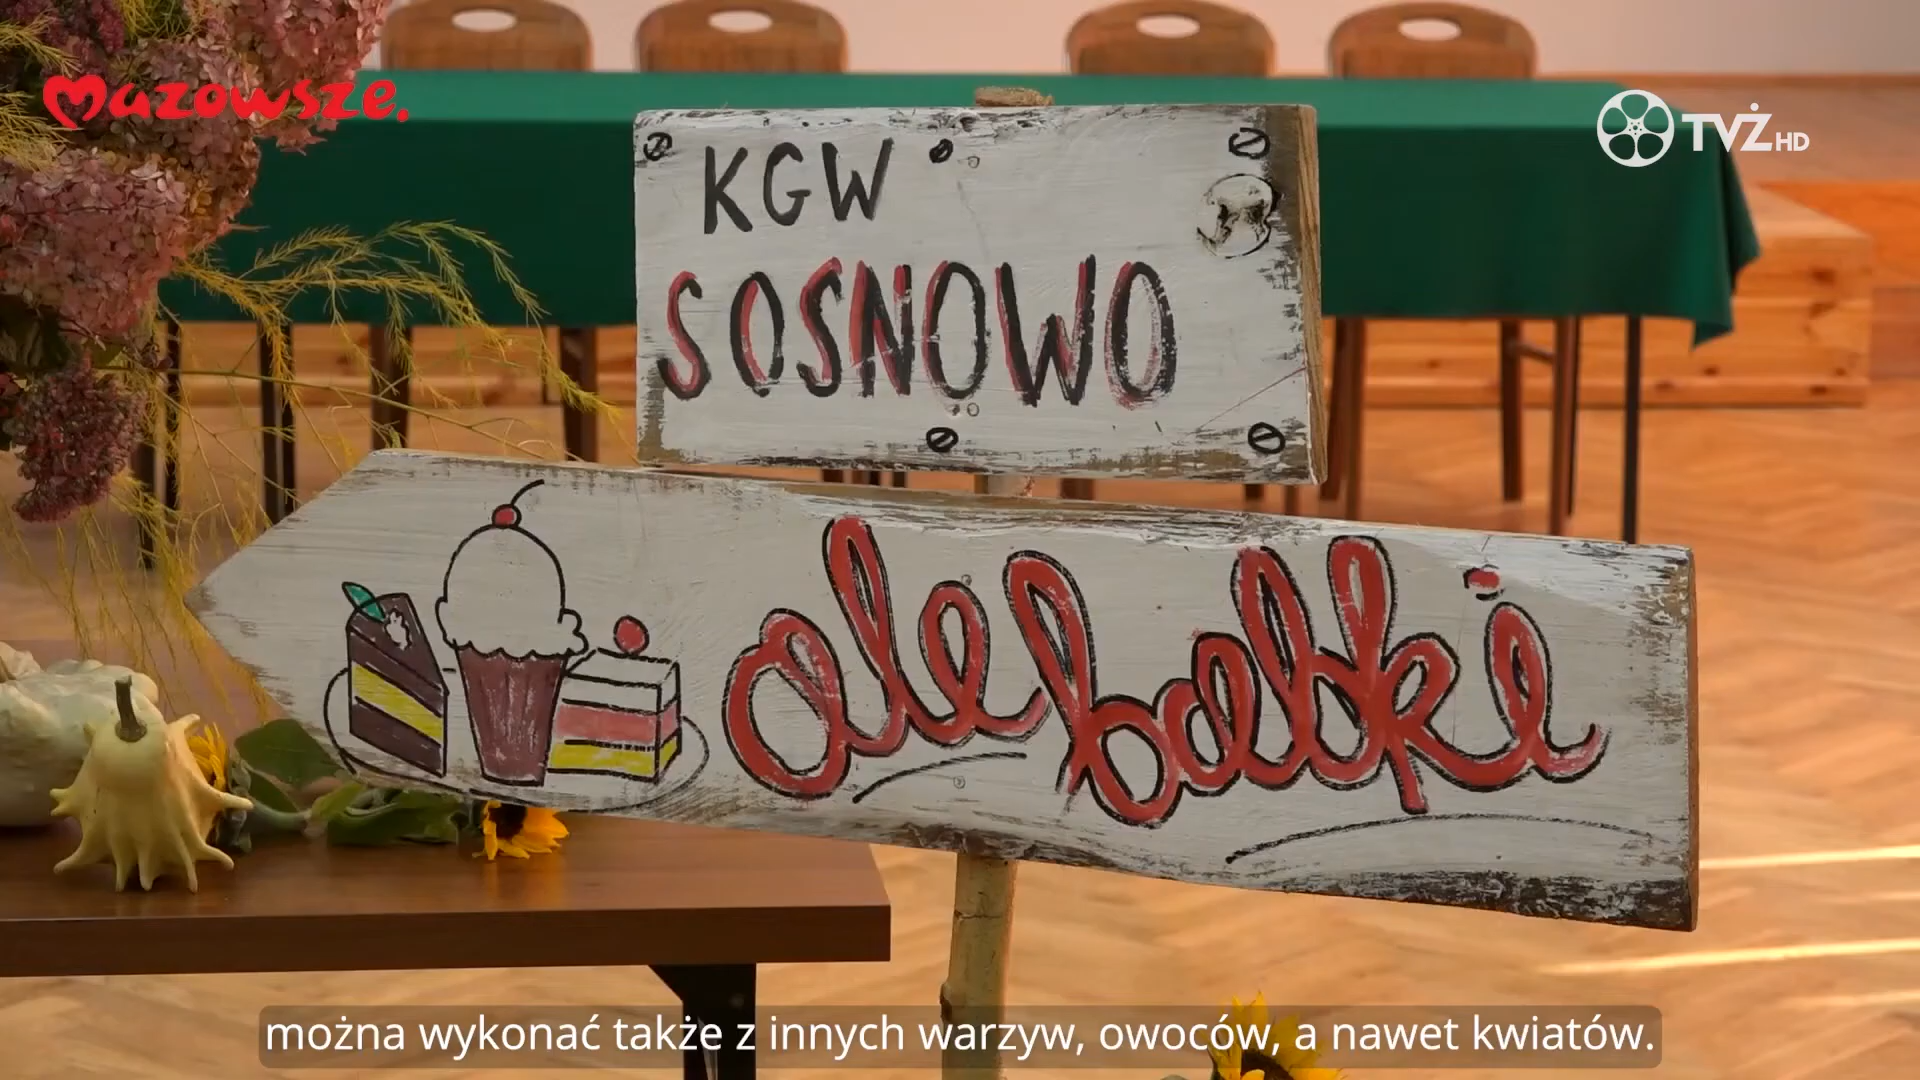 Mazowsze.
TVŻ HD
KGW
SOSNOWO
ale babki
można wykonać także z innych warzyw, owoców, a nawet kwiatów.